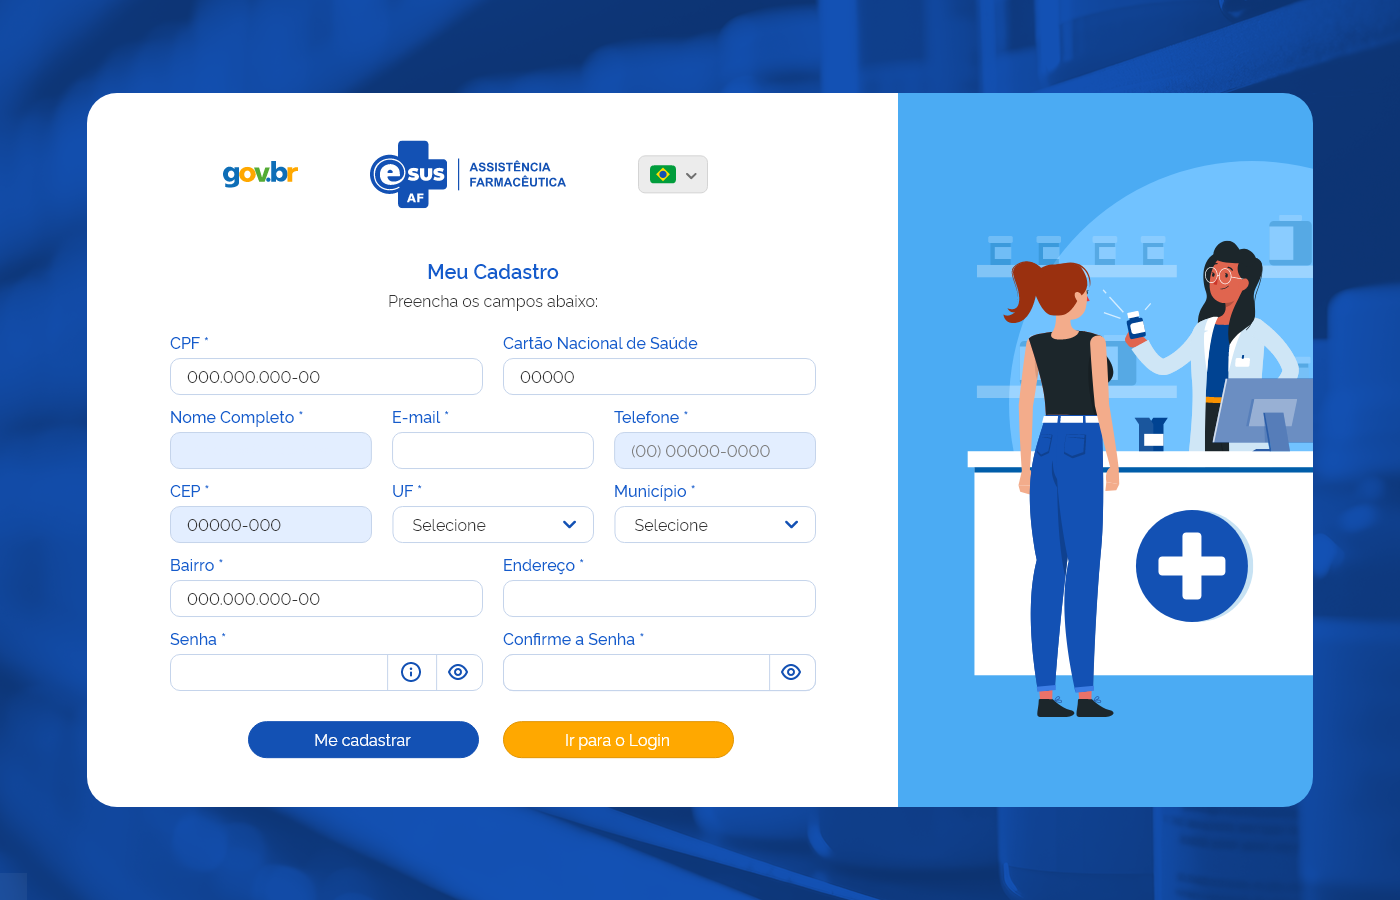 gov.br
e sus
AF
ASSISTÊNCIA
FARMACÊUTICA
Meu Cadastro
Preencha os campos abaixo:
CPF *
Cartão Nacional de Saúde
000.000.000-00
00000
Nome Completo *
E-mail *
Telefone *
(00) 00000-0000
CEP *
UF *
Município *
00000-000
Selecione
Selecione
Bairro *
Endereço *
000.000.000-00
Senha *
Confirme a Senha *
Me cadastrar
Ir para o Login